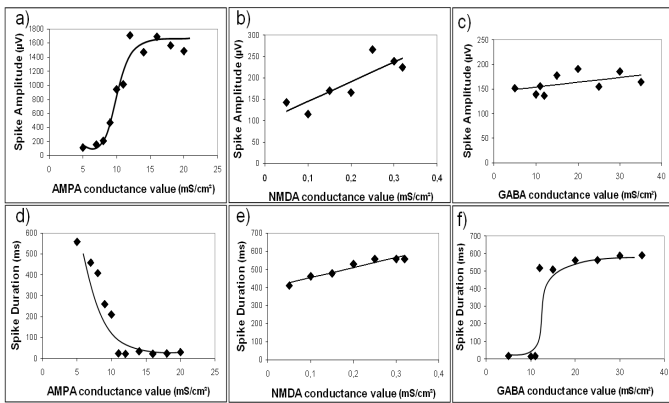 a)
Spike Amplitude (µV)
1800
1600
1400
1200
1000
800
600
400
200
0
0 5 10 15 20 25
AMPA conductance value (mS/cm²)
b)
Spike Amplitude (µV)
300
250
200
150
100
50
0
0 0,1 0,2 0,3 0,4
NMDA conductance value (mS/cm²)
c)
Spike Amplitude (µV)
250
200
150
100
50
0
0 10 20 30 40
GABA conductance value (mS/cm²)
d)
Spike Duration (ms)
600
500
400
300
200
100
0
0 5 10 15 20 25
AMPA conductance value (mS/cm²)
e)
Spike Duration (ms)
700
600
500
400
300
200
100
0
0 0,1 0,2 0,3 0,4
NMDA conductance value (mS/cm²)
f)
Spike Duration (ms)
700
600
500
400
300
200
100
0
0 10 20 30 40
GABA conductance value (mS/cm²)